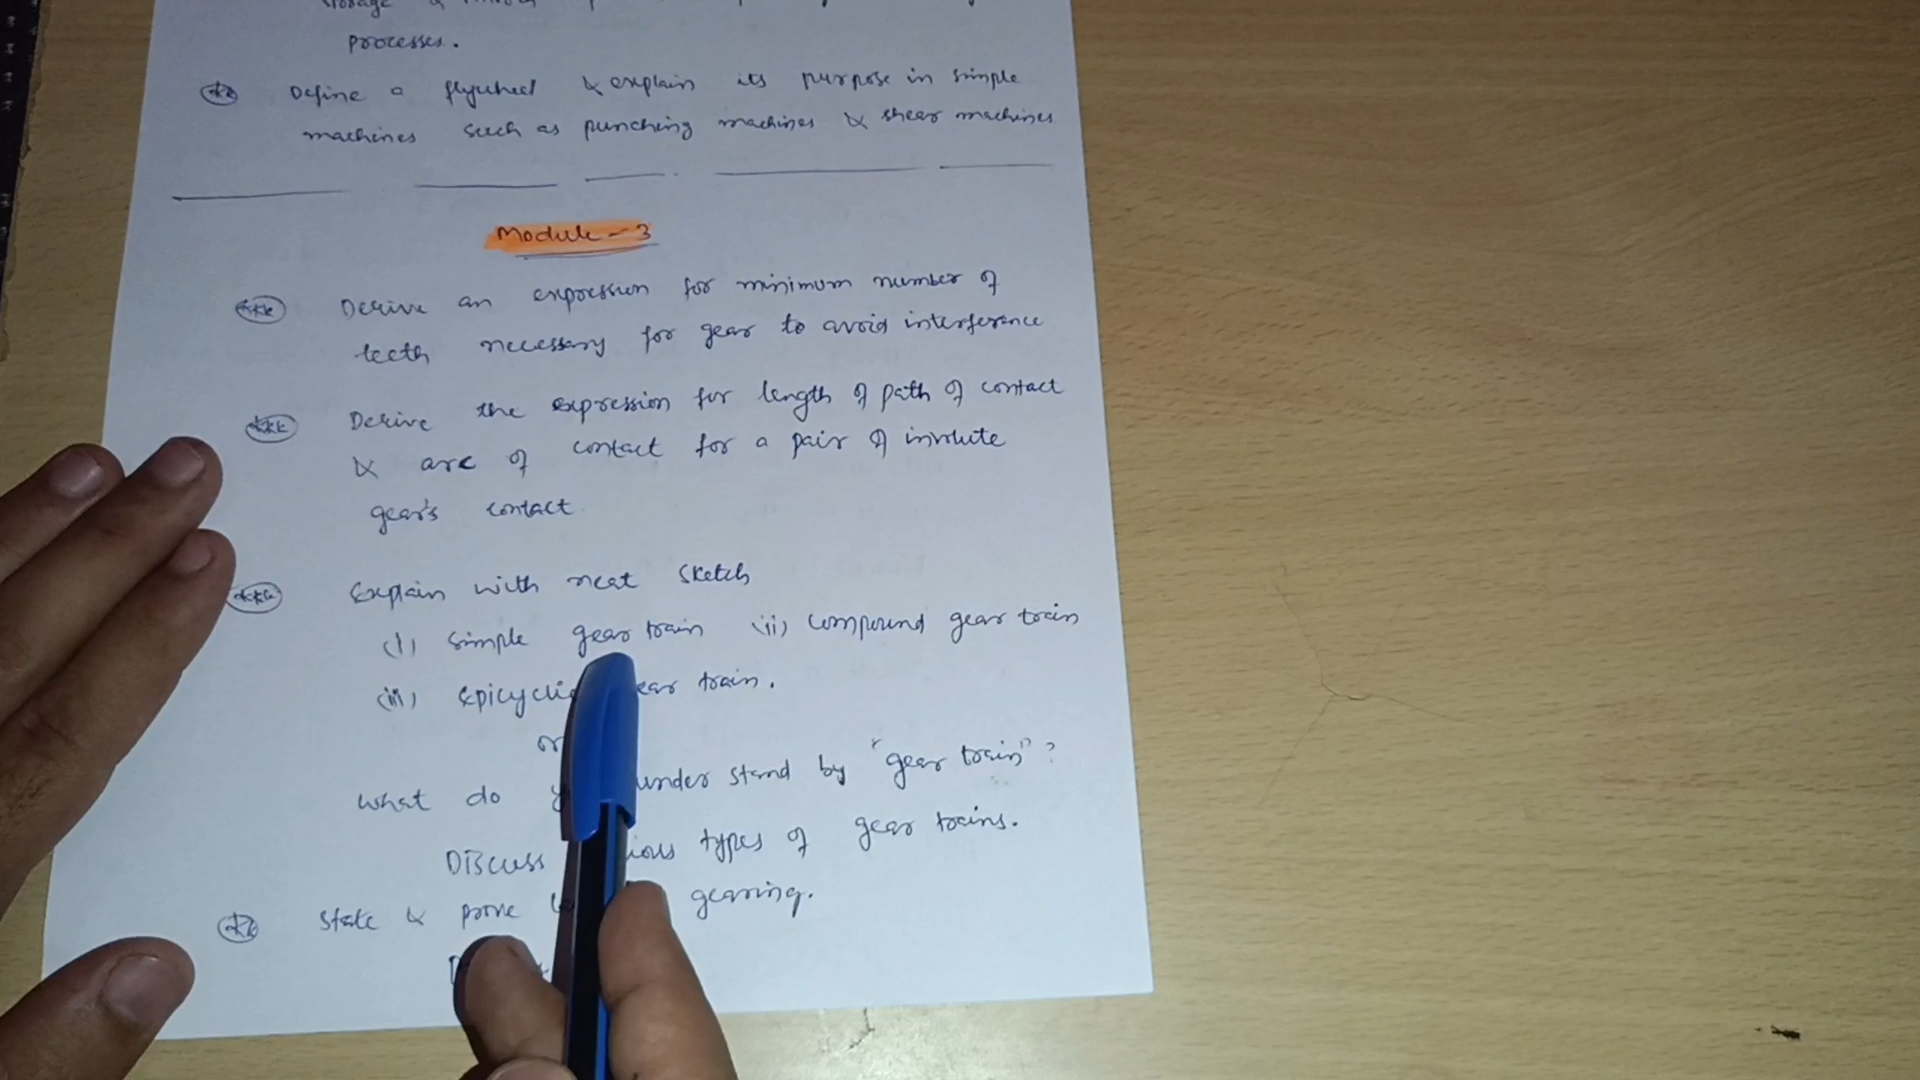 storage &
processes.
Define a flywheel & explain its purpose in simple
machines such as punching machines & shear machines
Module - 3
Derive an expression for minimum number of
teeth necessary for gear to avoid interference
Derive the expression for length of path of contact
& arc of contact for a pair of involute
gear's contact
Explain with neat sketch
(i) simple gear train (ii) compound gear train
(iii) Epicyclic gear train.
or
what do under stand by "gear train"?
Discuss types of gear trains.
State & prove gearing.